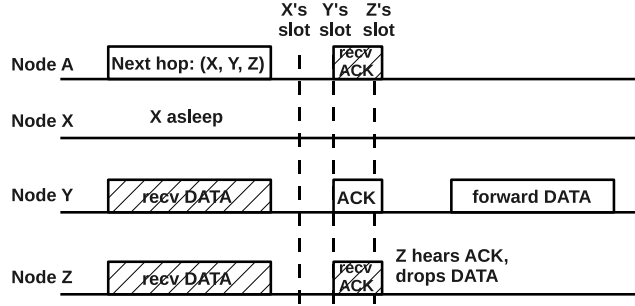 X's Y's Z's
slot slot slot
Node A
Next hop: (X, Y, Z)
recv
ACK
Node X
X asleep
Node Y
recv DATA
ACK
forward DATA
Node Z
recv DATA
recv
ACK
Z hears ACK,
drops DATA